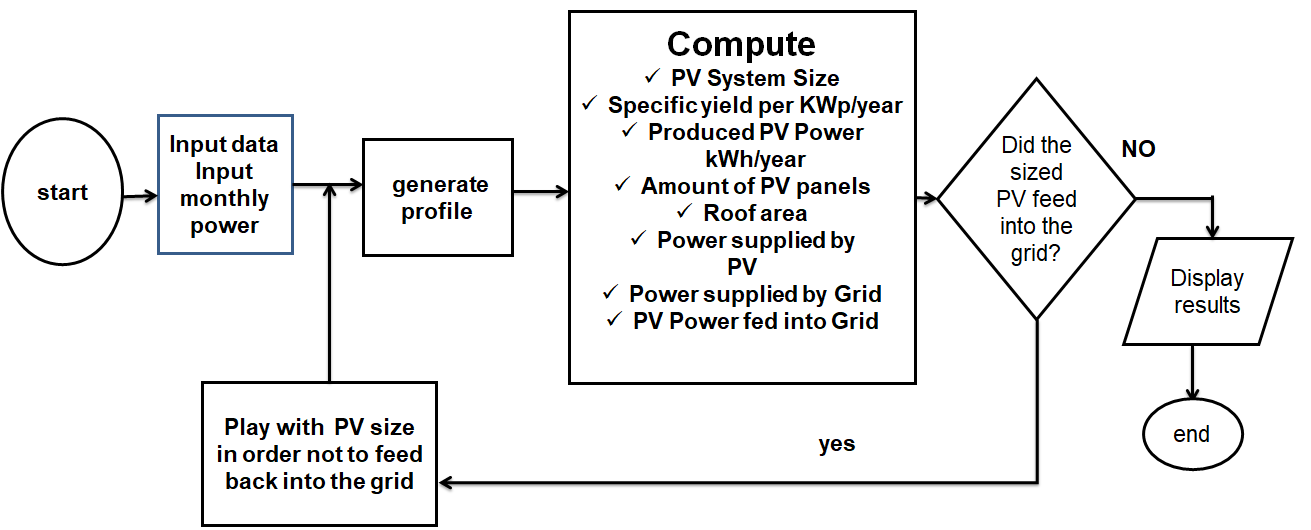 start
Input data
Input
monthly
power
generate
profile
Compute
✓ PV System Size
✓ Specific yield per KWp/year
✓ Produced PV Power
kWh/year
✓ Amount of PV panels
✓ Roof area
✓ Power supplied by
PV
✓ Power supplied by Grid
✓ PV Power fed into Grid
Did the
sized
PV feed
into the
grid?
NO
Display
results
end
yes
Play with PV size
in order not to feed
back into the grid